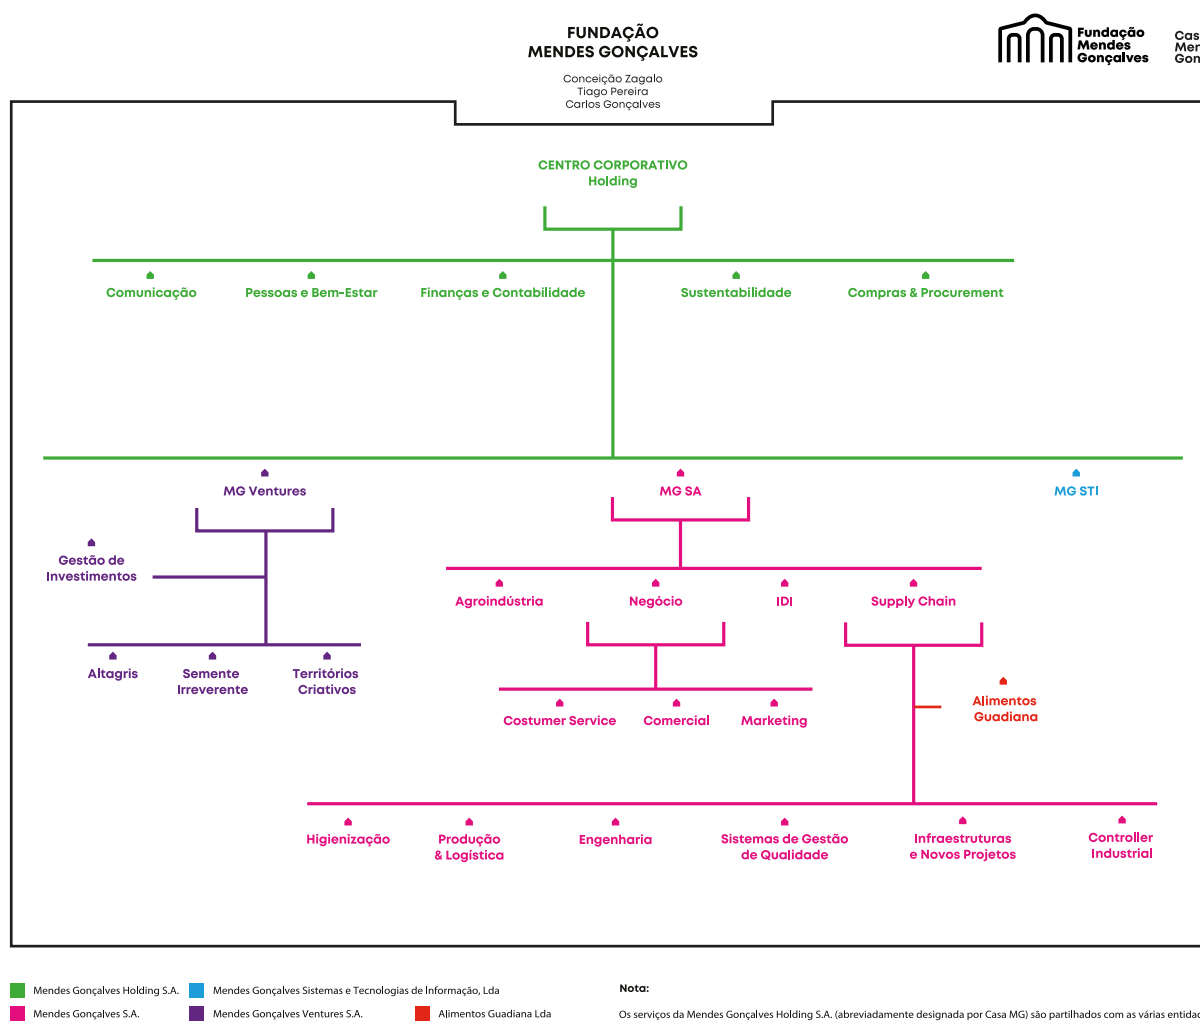 FUNDAÇÃO
MENDES GONÇALVES
Conceição Zagalo
Tiago Pereira
Carlos Gonçalves
Fundação
Mendes
Gonçalves
CENTRO CORPORATIVO
Holding
Comunicação
Pessoas e Bem-Estar
Finanças e Contabilidade
Sustentabilidade
Compras & Procurement
MG Ventures
MG SA
MG STI
Gestão de
Investimentos
Agroindústria
Negócio
IDI
Supply Chain
Altagris
Semente
Irreverente
Territórios
Criativos
Costumer Service
Comercial
Marketing
Alimentos
Guadiana
Higienização
Produção
& Logística
Engenharia
Sistemas de Gestão
de Qualidade
Infraestruturas
e Novos Projetos
Controller
Industrial
Mendes Gonçalves Holding S.A.
Mendes Gonçalves Sistemas e Tecnologias de Informação, Lda
Mendes Gonçalves S.A.
Mendes Gonçalves Ventures S.A.
Alimentos Guadiana Lda
Nota:
Os serviços da Mendes Gonçalves Holding S.A. (abreviadamente designada por Casa MG) são partilhados com as várias